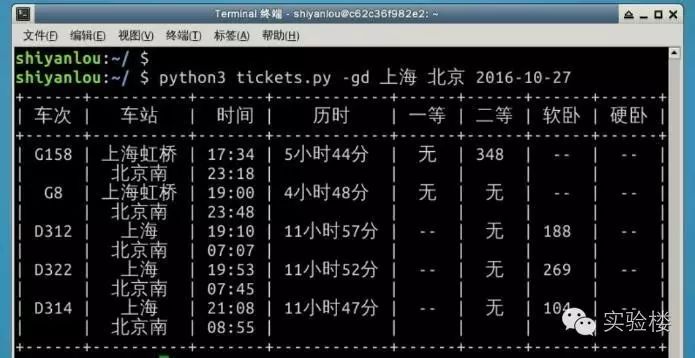 Terminal 终端 - shiyanlou@c62c36f982e2: ~
文件(F) 编辑(E) 视图(V) 终端(T) 标签(A) 帮助(H)
shiyanlou:~/ $
shiyanlou:~/ $ python3 tickets.py -gd 上海 北京 2016-10-27
| 车次 | 车站 | 时间 | 历时 | 一等 | 二等 | 软卧 | 硬卧 |
| G158 | 上海虹桥 | 17:34 | 5小时44分 | 无 | 348 | -- | -- |
| | 北京南 | 23:18 | | | | | |
| G8 | 上海虹桥 | 19:00 | 4小时48分 | 无 | 无 | -- | -- |
| | 北京南 | 23:48 | | | | | |
| D312 | 上海 | 19:10 | 11小时57分 | -- | 无 | 188 | -- |
| | 北京南 | 07:07 | | | | | |
| D322 | 上海 | 19:53 | 11小时52分 | -- | 无 | 269 | -- |
| | 北京南 | 07:45 | | | | | |
| D314 | 上海 | 21:08 | 11小时47分 | -- | 无 | 104 | -- |
| | 北京南 | 08:55 | | | | | |
实验楼